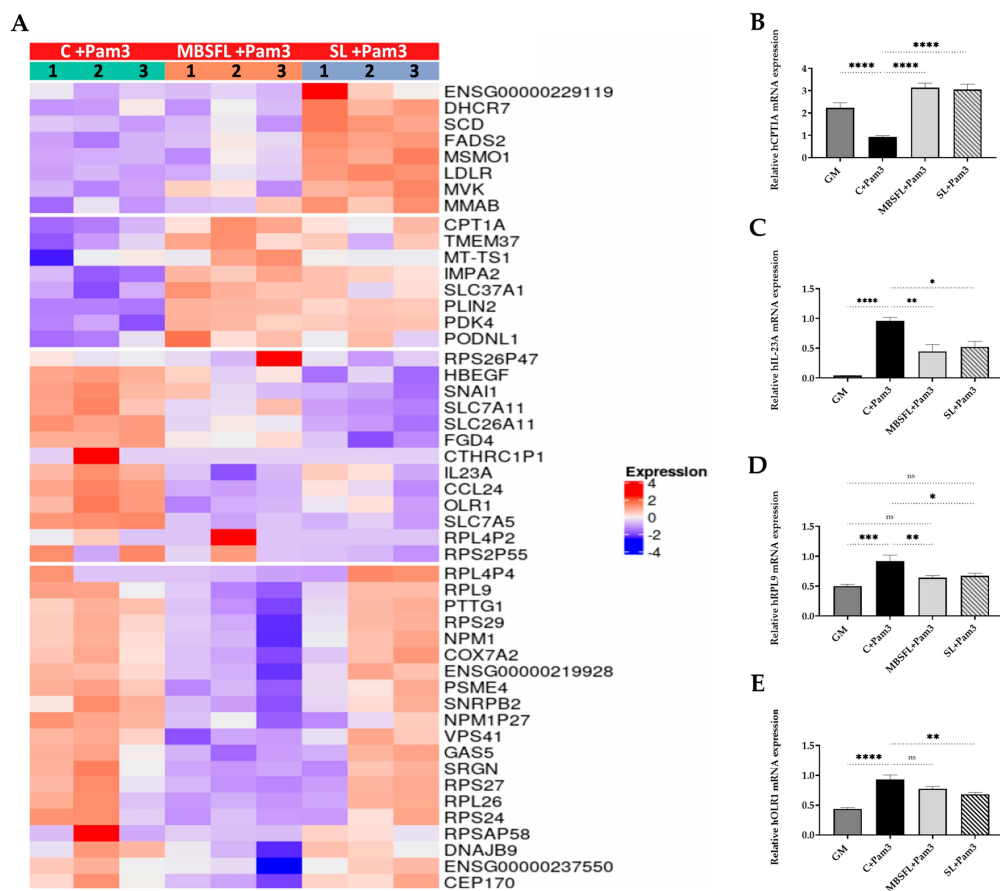 A
C +Pam3 MBSFL +Pam3 SL +Pam3
1 2 3 1 2 3 1 2 3
ENSG00000229119
DHCR7
SCD
FADS2
MSMO1
LDLR
MVK
MMAB
CPT1A
TMEM37
MT-TS1
IMPA2
SLC37A1
PLIN2
PDK4
PODNL1
RPS26P47
HBEGF
SNAI1
SLC7A11
SLC26A11
FGD4
CTHRC1P1
IL23A
CCL24
OLR1
SLC7A5
RPL4P2
RPS2P55
RPL4P4
RPL9
PTTG1
RPS29
NPM1
COX7A2
ENSG00000219928
PSME4
SNRPB2
NPM1P27
VPS41
GAS5
SRGN
RPS27
RPL26
RPS24
RPSAP58
DNAJB9
ENSG00000237550
CEP170
Expression
4
2
0
-2
-4
B
Relative hCPTIA mRNA expression
4
3
2
1
0
****
**** ****
GM C+Pam3 MBSFL+Pam3 SL+Pam3
C
Relative hIL-23A mRNA expression
1.5
1.0
0.5
0.0
*
**** **
GM C+Pam3 MBSFL+Pam3 SL+Pam3
D
Relative hRPL9 mRNA expression
1.5
1.0
0.5
0.0
ns
*
ns
*** **
GM C+Pam3 MBSFL+Pam3 SL+Pam3
E
Relative hOLR1 mRNA expression
1.5
1.0
0.5
0.0
**
**** ns
GM C+Pam3 MBSFL+Pam3 SL+Pam3